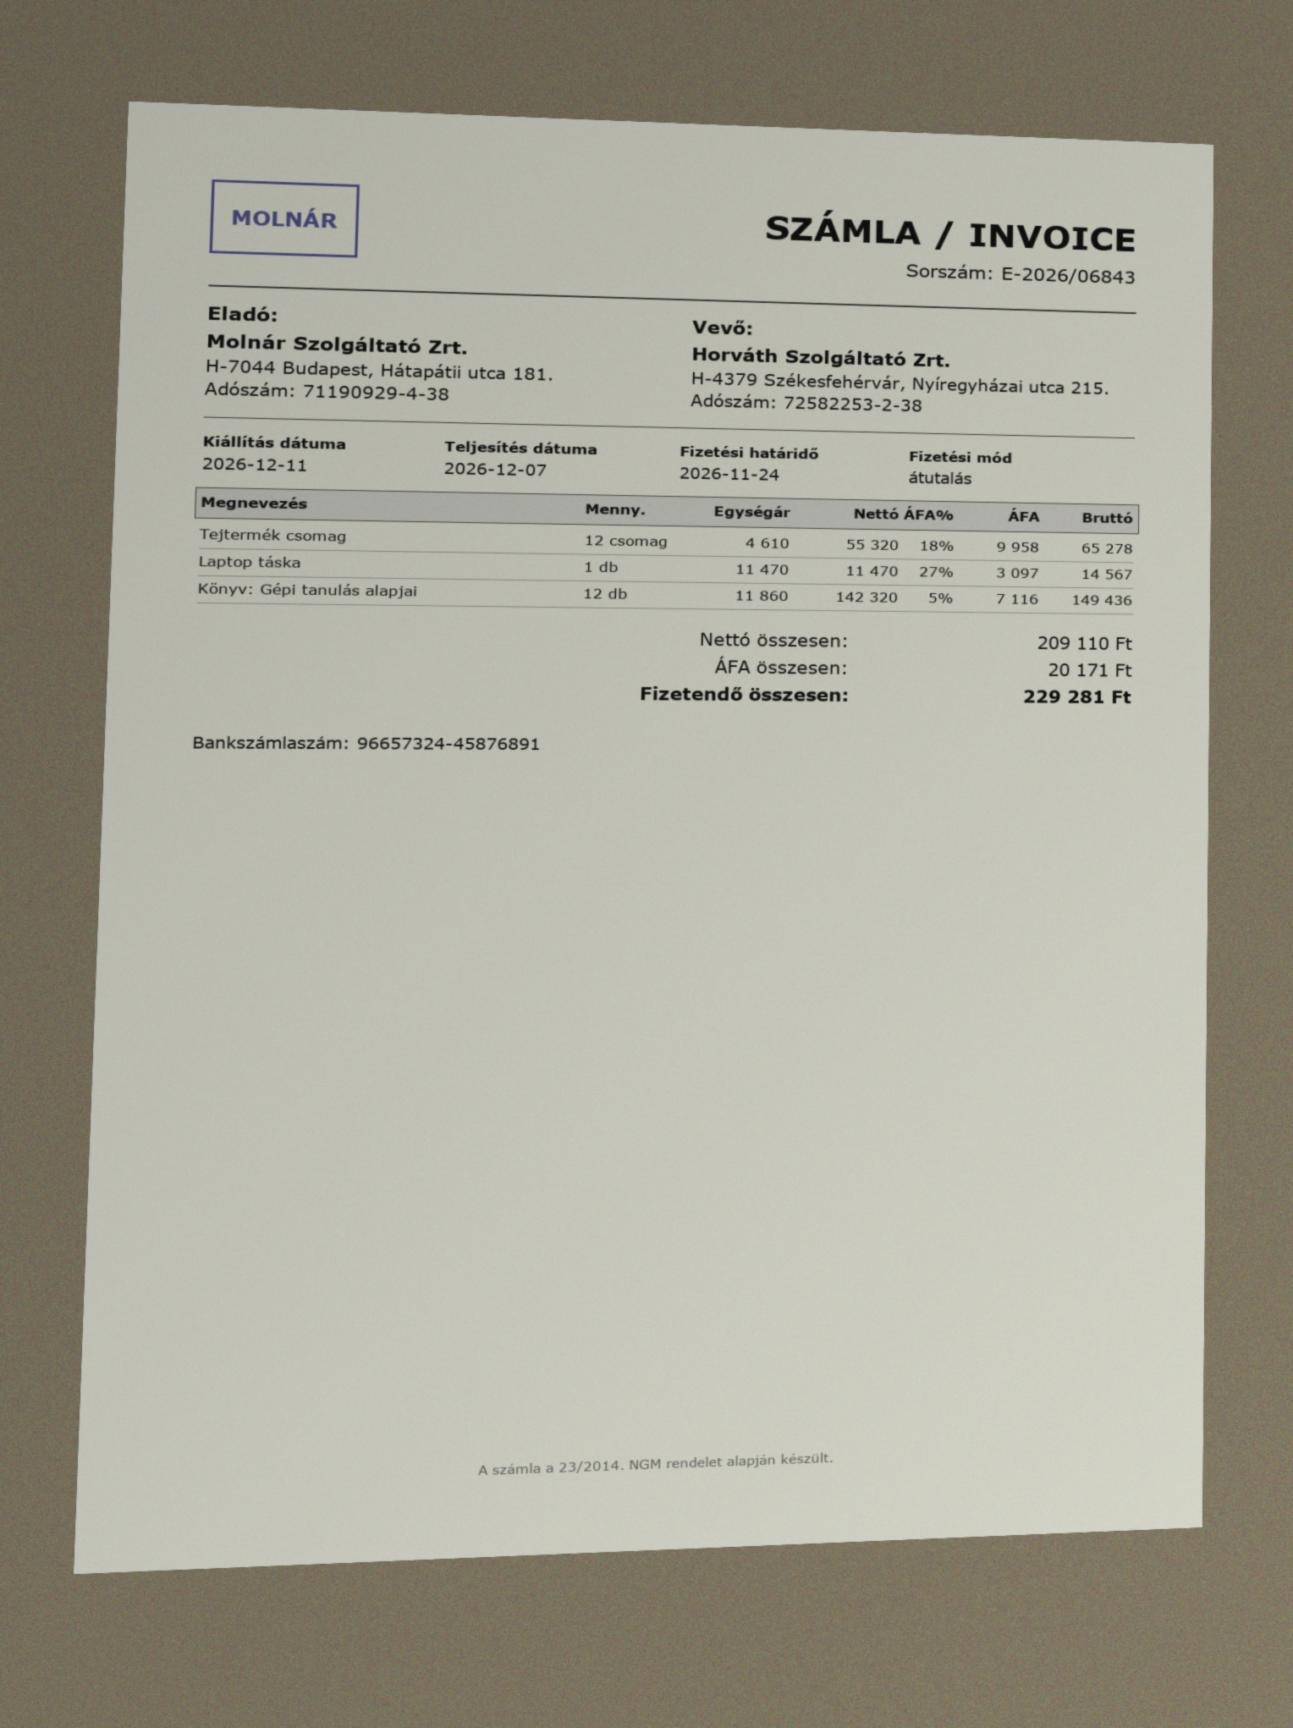 MOLNÁR
SZÁMLA / INVOICE
Sorszám: E-2026/06843
Eladó:
Molnár Szolgáltató Zrt.
H-7044 Budapest, Hátapátii utca 181.
Adószám: 71190929-4-38
Vevő:
Horváth Szolgáltató Zrt.
H-4379 Székesfehérvár, Nyíregyházai utca 215.
Adószám: 72582253-2-38
Kiállítás dátuma Teljesítés dátuma Fizetési határidő Fizetési mód
2026-12-11 2026-12-07 2026-11-24 átutalás
Megnevezés Menny. Egységár Nettó ÁFA% ÁFA Bruttó
Tejtermék csomag 12 csomag 4 610 55 320 18% 9 958 65 278
Laptop táska 1 db 11 470 11 470 27% 3 097 14 567
Könyv: Gépi tanulás alapjai 12 db 11 860 142 320 5% 7 116 149 436
Nettó összesen: 209 110 Ft
ÁFA összesen: 20 171 Ft
Fizetendő összesen: 229 281 Ft
Bankszámlaszám: 96657324-45876891
A számla a 23/2014. NGM rendelet alapján készült.